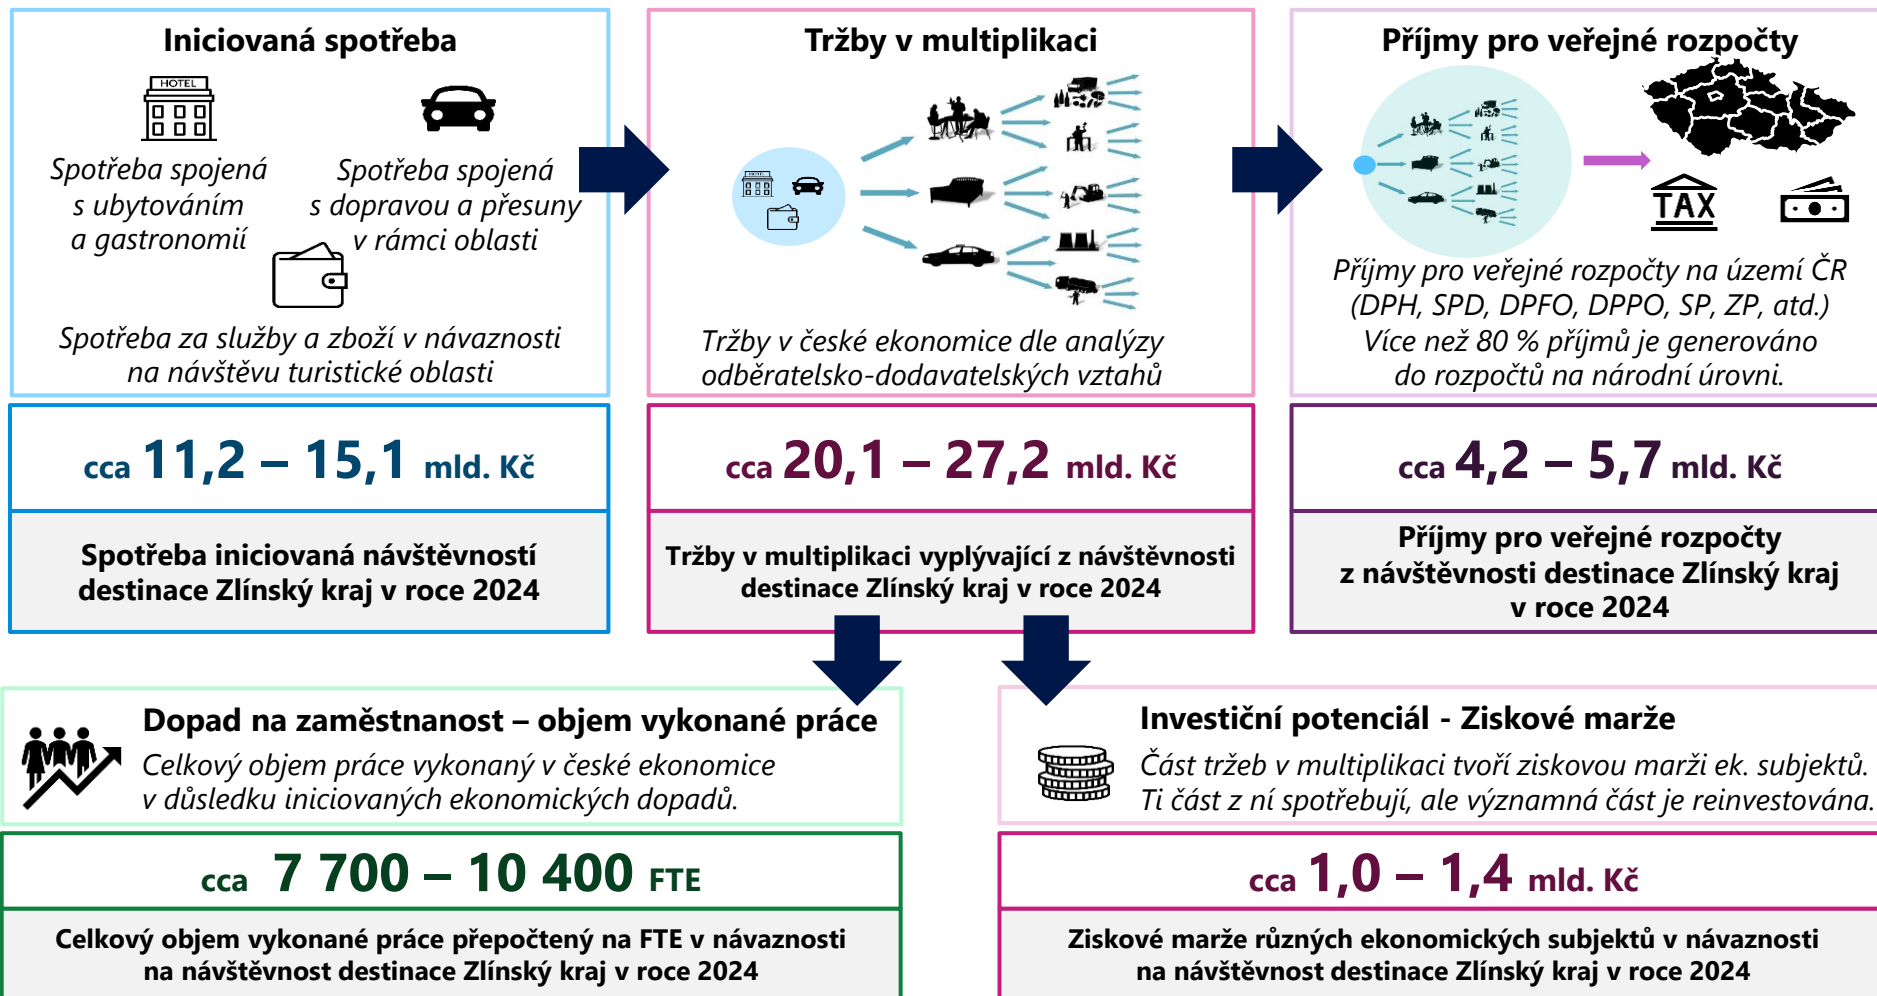 Iniciovaná spotřeba
HOTEL
Spotřeba spojená
s ubytováním
a gastronomií
Spotřeba spojená
s dopravou a přesuny
v rámci oblasti
Spotřeba za služby a zboží v návaznosti
na návštěvu turistické oblasti
cca 11,2 – 15,1 mld. Kč
Spotřeba iniciovaná návštěvností
destinace Zlínský kraj v roce 2024
Tržby v multiplikaci
HOTEL
Tržby v české ekonomice dle analýzy
odběratelsko-dodavatelských vztahů
cca 20,1 – 27,2 mld. Kč
Tržby v multiplikaci vyplývající z návštěvnosti
destinace Zlínský kraj v roce 2024
Příjmy pro veřejné rozpočty
TAX
Příjmy pro veřejné rozpočty na území ČR
(DPH, SPD, DPFO, DPPO, SP, ZP, atd.)
Více než 80 % příjmů je generováno
do rozpočtů na národní úrovni.
cca 4,2 – 5,7 mld. Kč
Příjmy pro veřejné rozpočty
z návštěvnosti destinace Zlínský kraj
v roce 2024
Dopad na zaměstnanost – objem vykonané práce
Celkový objem práce vykonaný v české ekonomice
v důsledku iniciovaných ekonomických dopadů.
cca 7 700 – 10 400 FTE
Celkový objem vykonané práce přepočtený na FTE v návaznosti
na návštěvnost destinace Zlínský kraj v roce 2024
Investiční potenciál - Ziskové marže
Část tržeb v multiplikaci tvoří ziskovou marži ek. subjektů.
Ti část z ní spotřebují, ale významná část je reinvestována.
cca 1,0 – 1,4 mld. Kč
Ziskové marže různých ekonomických subjektů v návaznosti
na návštěvnost destinace Zlínský kraj v roce 2024